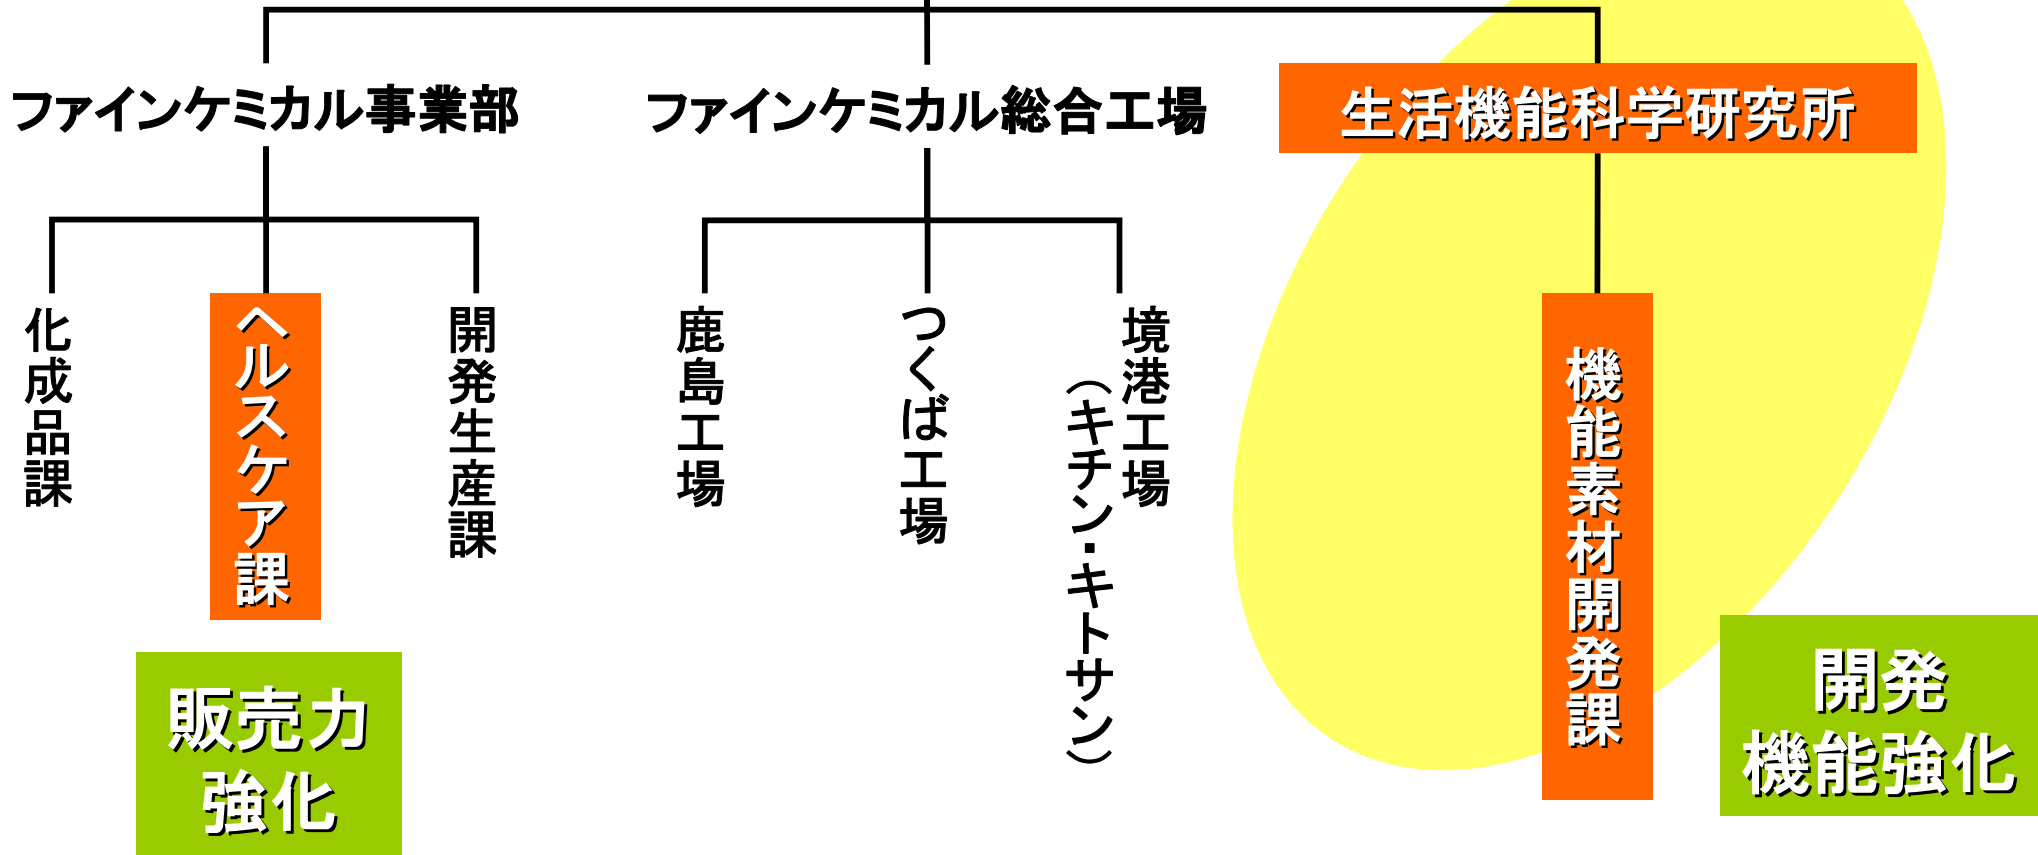 ファインケミカル事業部
ファインケミカル総合工場
生活機能科学研究所
化成品課
ヘルスケア課
開発生産課
鹿島工場
つくば工場
境港工場
（キチン・キトサン）
機能素材開発課
販売力
強化
開発
機能強化